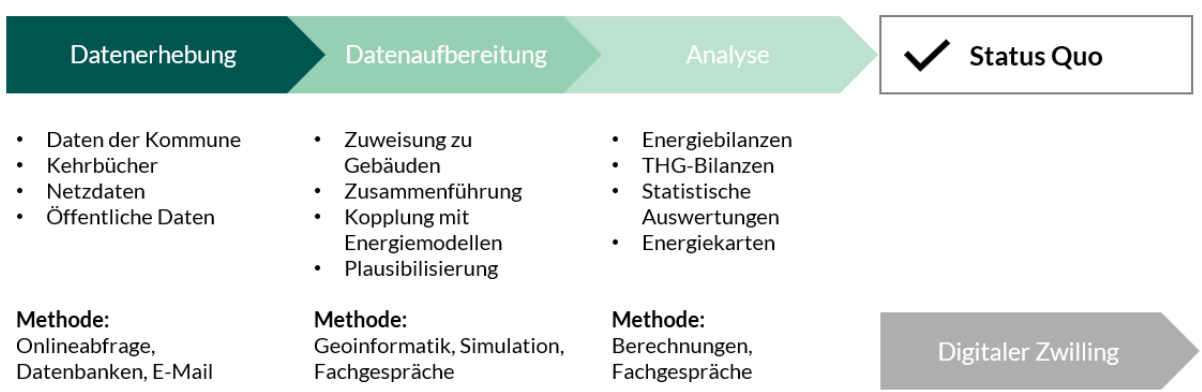 Datenerhebung
Datenaufbereitung
Analyse
Status Quo
• Daten der Kommune
• Kehrbücher
• Netzdaten
• Öffentliche Daten
• Zuweisung zu
Gebäuden
• Zusammenführung
• Kopplung mit
Energiemodellen
• Plausibilisierung
• Energiebilanzen
• THG-Bilanzen
• Statistische
Auswertungen
• Energiekarten
Methode:
Onlineabfrage,
Datenbanken, E-Mail
Methode:
Geoinformatik, Simulation,
Fachgespräche
Methode:
Berechnungen,
Fachgespräche
Digitaler Zwilling